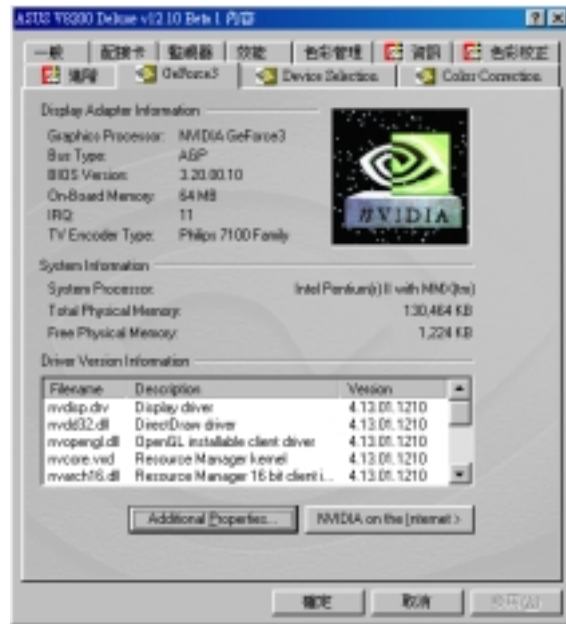 ASUS V8200 Deluxe v12.10 Beta 1 內容
一般 配接卡 監視器 效能 色彩管理 資訊 色彩校正
進階 GeForce3 Device Selection Color Correction
Display Adapter Information
Graphics Processor: NVIDIA GeForce3
Bus Type: AGP
BIOS Version: 3.20.00.10
On-Board Memory: 64 MB
IRQ: 11
TV Encoder Type: Philips 7100 Family
nVIDIA
System Information
System Processor: Intel Pentium(r) II with MMX(tm)
Total Physical Memory: 130,464 KB
Free Physical Memory: 1,224 KB
Driver Version Information
Filename Description Version
nvdisp.drv Display driver 4.13.01.1210
nvdd32.dll DirectDraw driver 4.13.01.1210
nvopengl.dll OpenGL installable client driver 4.13.01.1210
nvcore.vxd Resource Manager kernel 4.13.01.1210
nvarch16.dll Resource Manager 16 bit client i... 4.13.01.1210
Additional Properties... NVIDIA on the Internet >
確定 取消 套用(A)